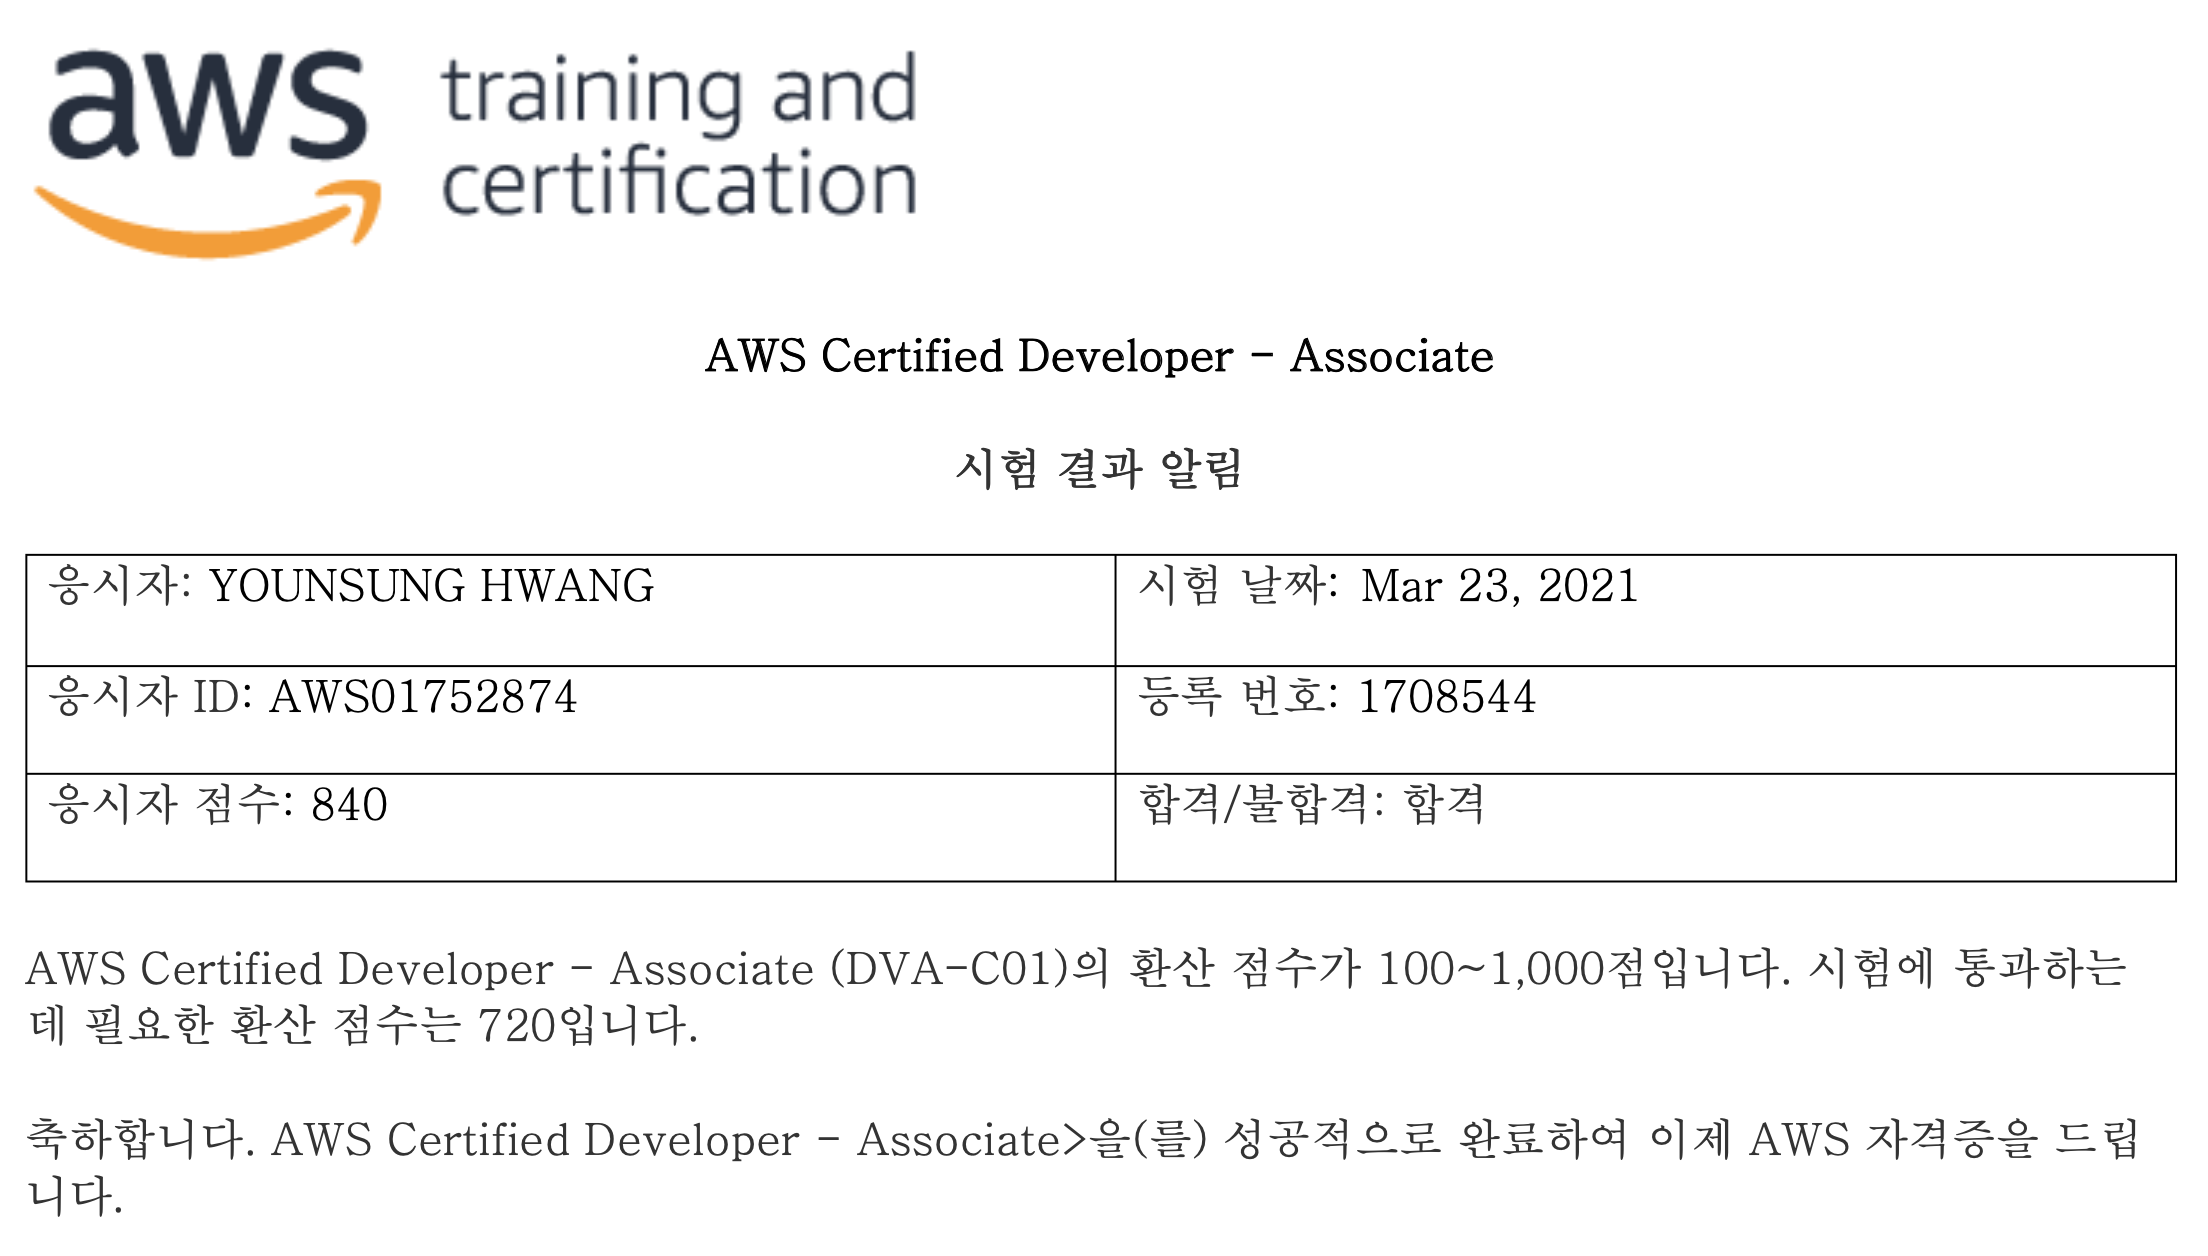 aws training and
certification
AWS Certified Developer - Associate
시험 결과 알림
응시자: YOUNSUNG HWANG
시험 날짜: Mar 23, 2021
응시자 ID: AWS01752874
등록 번호: 1708544
응시자 점수: 840
합격/불합격: 합격
AWS Certified Developer - Associate (DVA-C01)의 환산 점수가 100~1,000점입니다. 시험에 통과하는
데 필요한 환산 점수는 720입니다.
축하합니다. AWS Certified Developer - Associate>을(를) 성공적으로 완료하여 이제 AWS 자격증을 드립
니다.